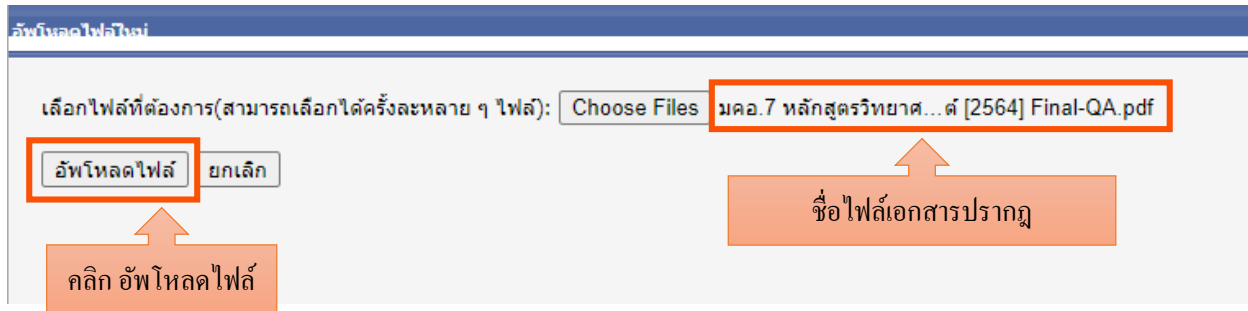 อัพโหลดไฟล์ใหม่
เลือกไฟล์ที่ต้องการ(สามารถเลือกได้ครั้งละหลาย ๆ ไฟล์): Choose Files มคอ.7 หลักสูตรวิทยาศ...ต์ [2564] Final-QA.pdf
อัพโหลดไฟล์ ยกเลิก
ชื่อไฟล์เอกสารปรากฎ
คลิก อัพโหลดไฟล์